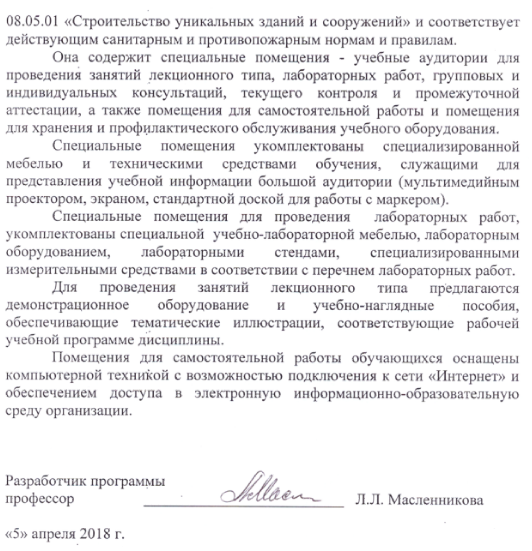 08.05.01 «Строительство уникальных зданий и сооружений» и соответствует
действующим санитарным и противопожарным нормам и правилам.
Она содержит специальные помещения - учебные аудитории для
проведения занятий лекционного типа, лабораторных работ, групповых и
индивидуальных консультаций, текущего контроля и промежуточной
аттестации, а также помещения для самостоятельной работы и помещения
для хранения и профилактического обслуживания учебного оборудования.
Специальные помещения укомплектованы специализированной
мебелью и техническими средствами обучения, служащими для
представления учебной информации большой аудитории (мультимедийным
проектором, экраном, стандартной доской для работы с маркером).
Специальные помещения для проведения лабораторных работ,
укомплектованы специальной учебно-лабораторной мебелью, лабораторным
оборудованием, лабораторными стендами, специализированными
измерительными средствами в соответствии с перечнем лабораторных работ.
Для проведения занятий лекционного типа предлагаются
демонстрационное оборудование и учебно-наглядные пособия,
обеспечивающие тематические иллюстрации, соответствующие рабочей
учебной программе дисциплины.
Помещения для самостоятельной работы обучающихся оснащены
компьютерной техникой с возможностью подключения к сети «Интернет» и
обеспечением доступа в электронную информационно-образовательную
среду организации.
Разработчик программы
профессор Л.Л. Масленникова
«5» апреля 2018 г.